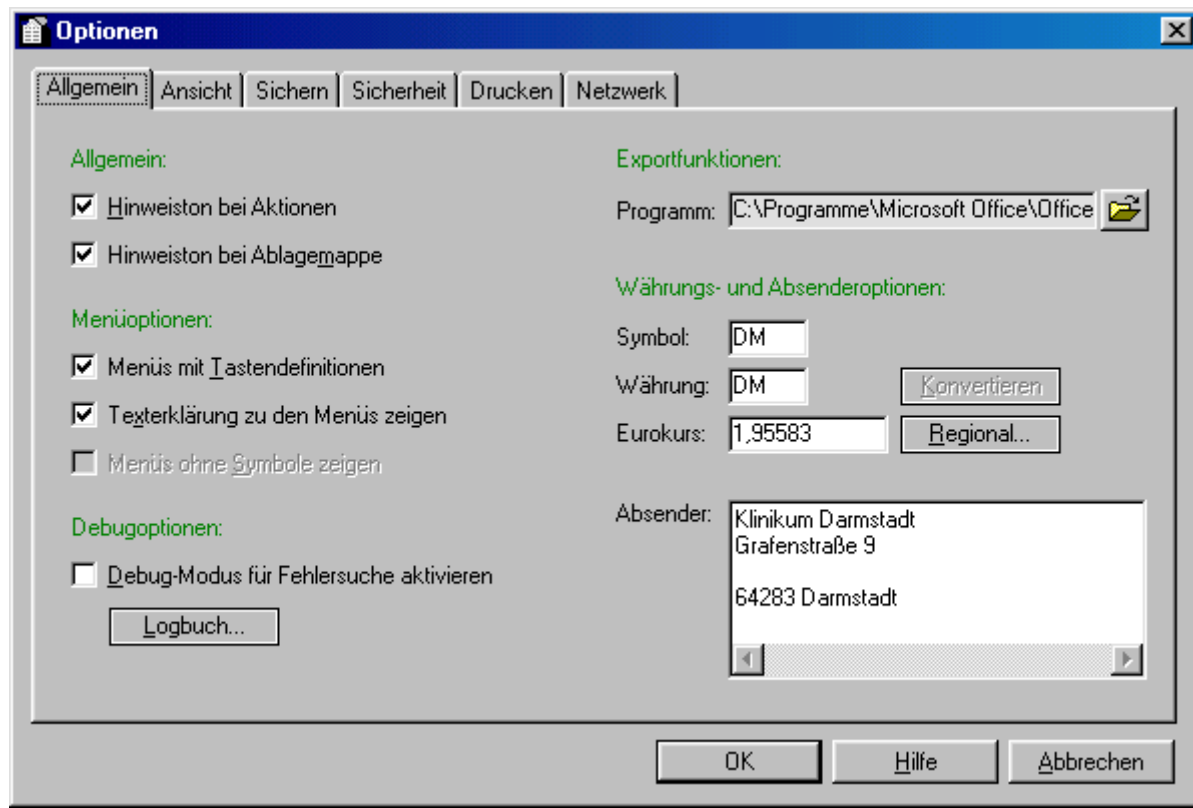 Optionen
Allgemein
Ansicht
Sichern
Sicherheit
Drucken
Netzwerk
Allgemein:
Hinweiston bei Aktionen
Hinweiston bei Ablagemappe
Menüoptionen:
Menüs mit Tastendefinitionen
Texterklärung zu den Menüs zeigen
Menüs ohne Symbole zeigen
Debugoptionen:
Debug-Modus für Fehlersuche aktivieren
Logbuch...
Exportfunktionen:
Programm: C:\Programme\Microsoft Office\Office
Währungs- und Absenderoptionen:
Symbol: DM
Währung: DM Konvertieren
Eurokurs: 1,95583 Regional...
Absender: Klinikum Darmstadt
Grafenstraße 9
64283 Darmstadt
OK Hilfe Abbrechen